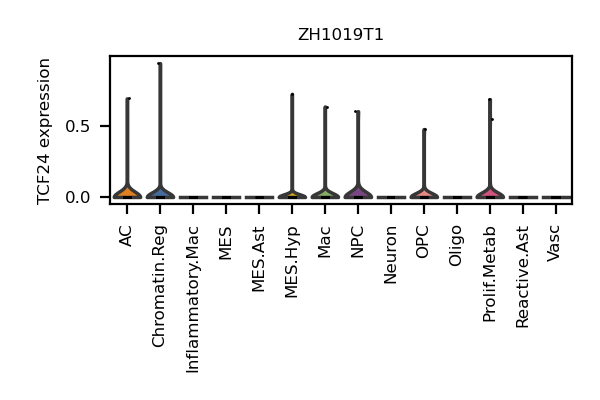 ZH1019T1
TCF24 expression
0.5
0.0
AC
Chromatin.Reg
Inflammatory.Mac
MES
MES.Ast
MES.Hyp
Mac
NPC
Neuron
OPC
Oligo
Prolif.Metab
Reactive.Ast
Vasc